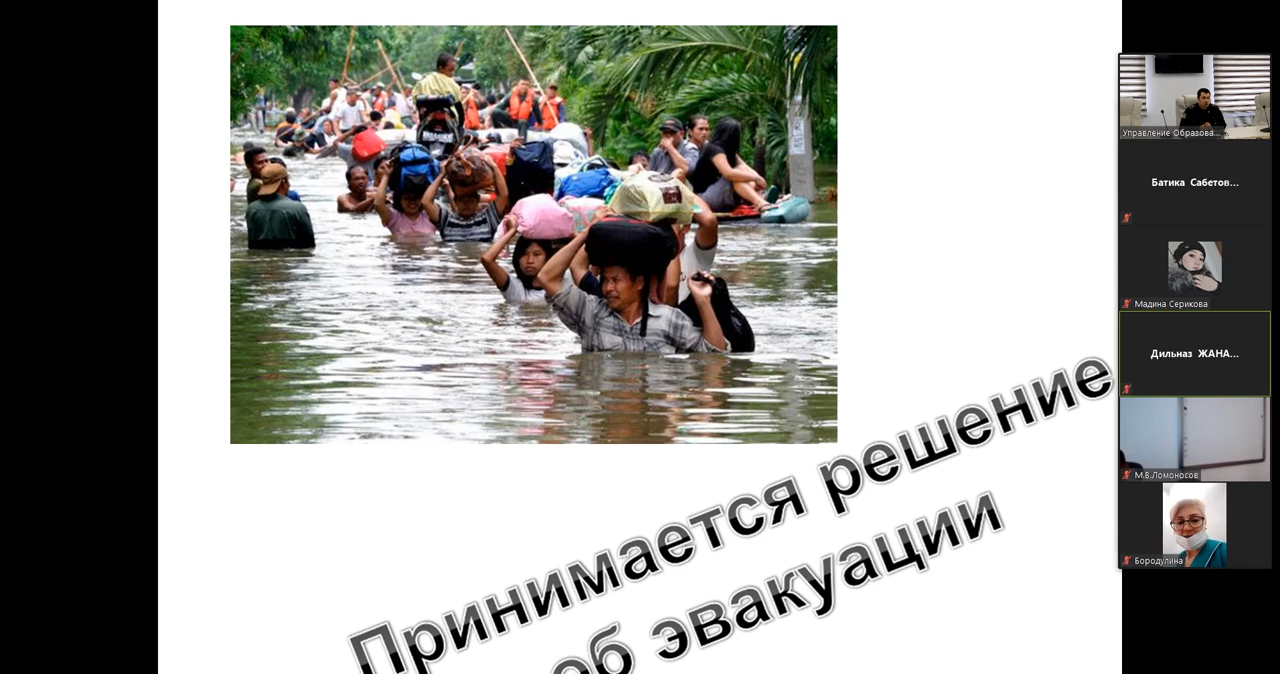 Принимается решение
об эвакуации
Управление Образова...
Батика Сабетов...
Мадина Серикова
Дильназ ЖАНА...
М.В.Ломоносов
Бородулина